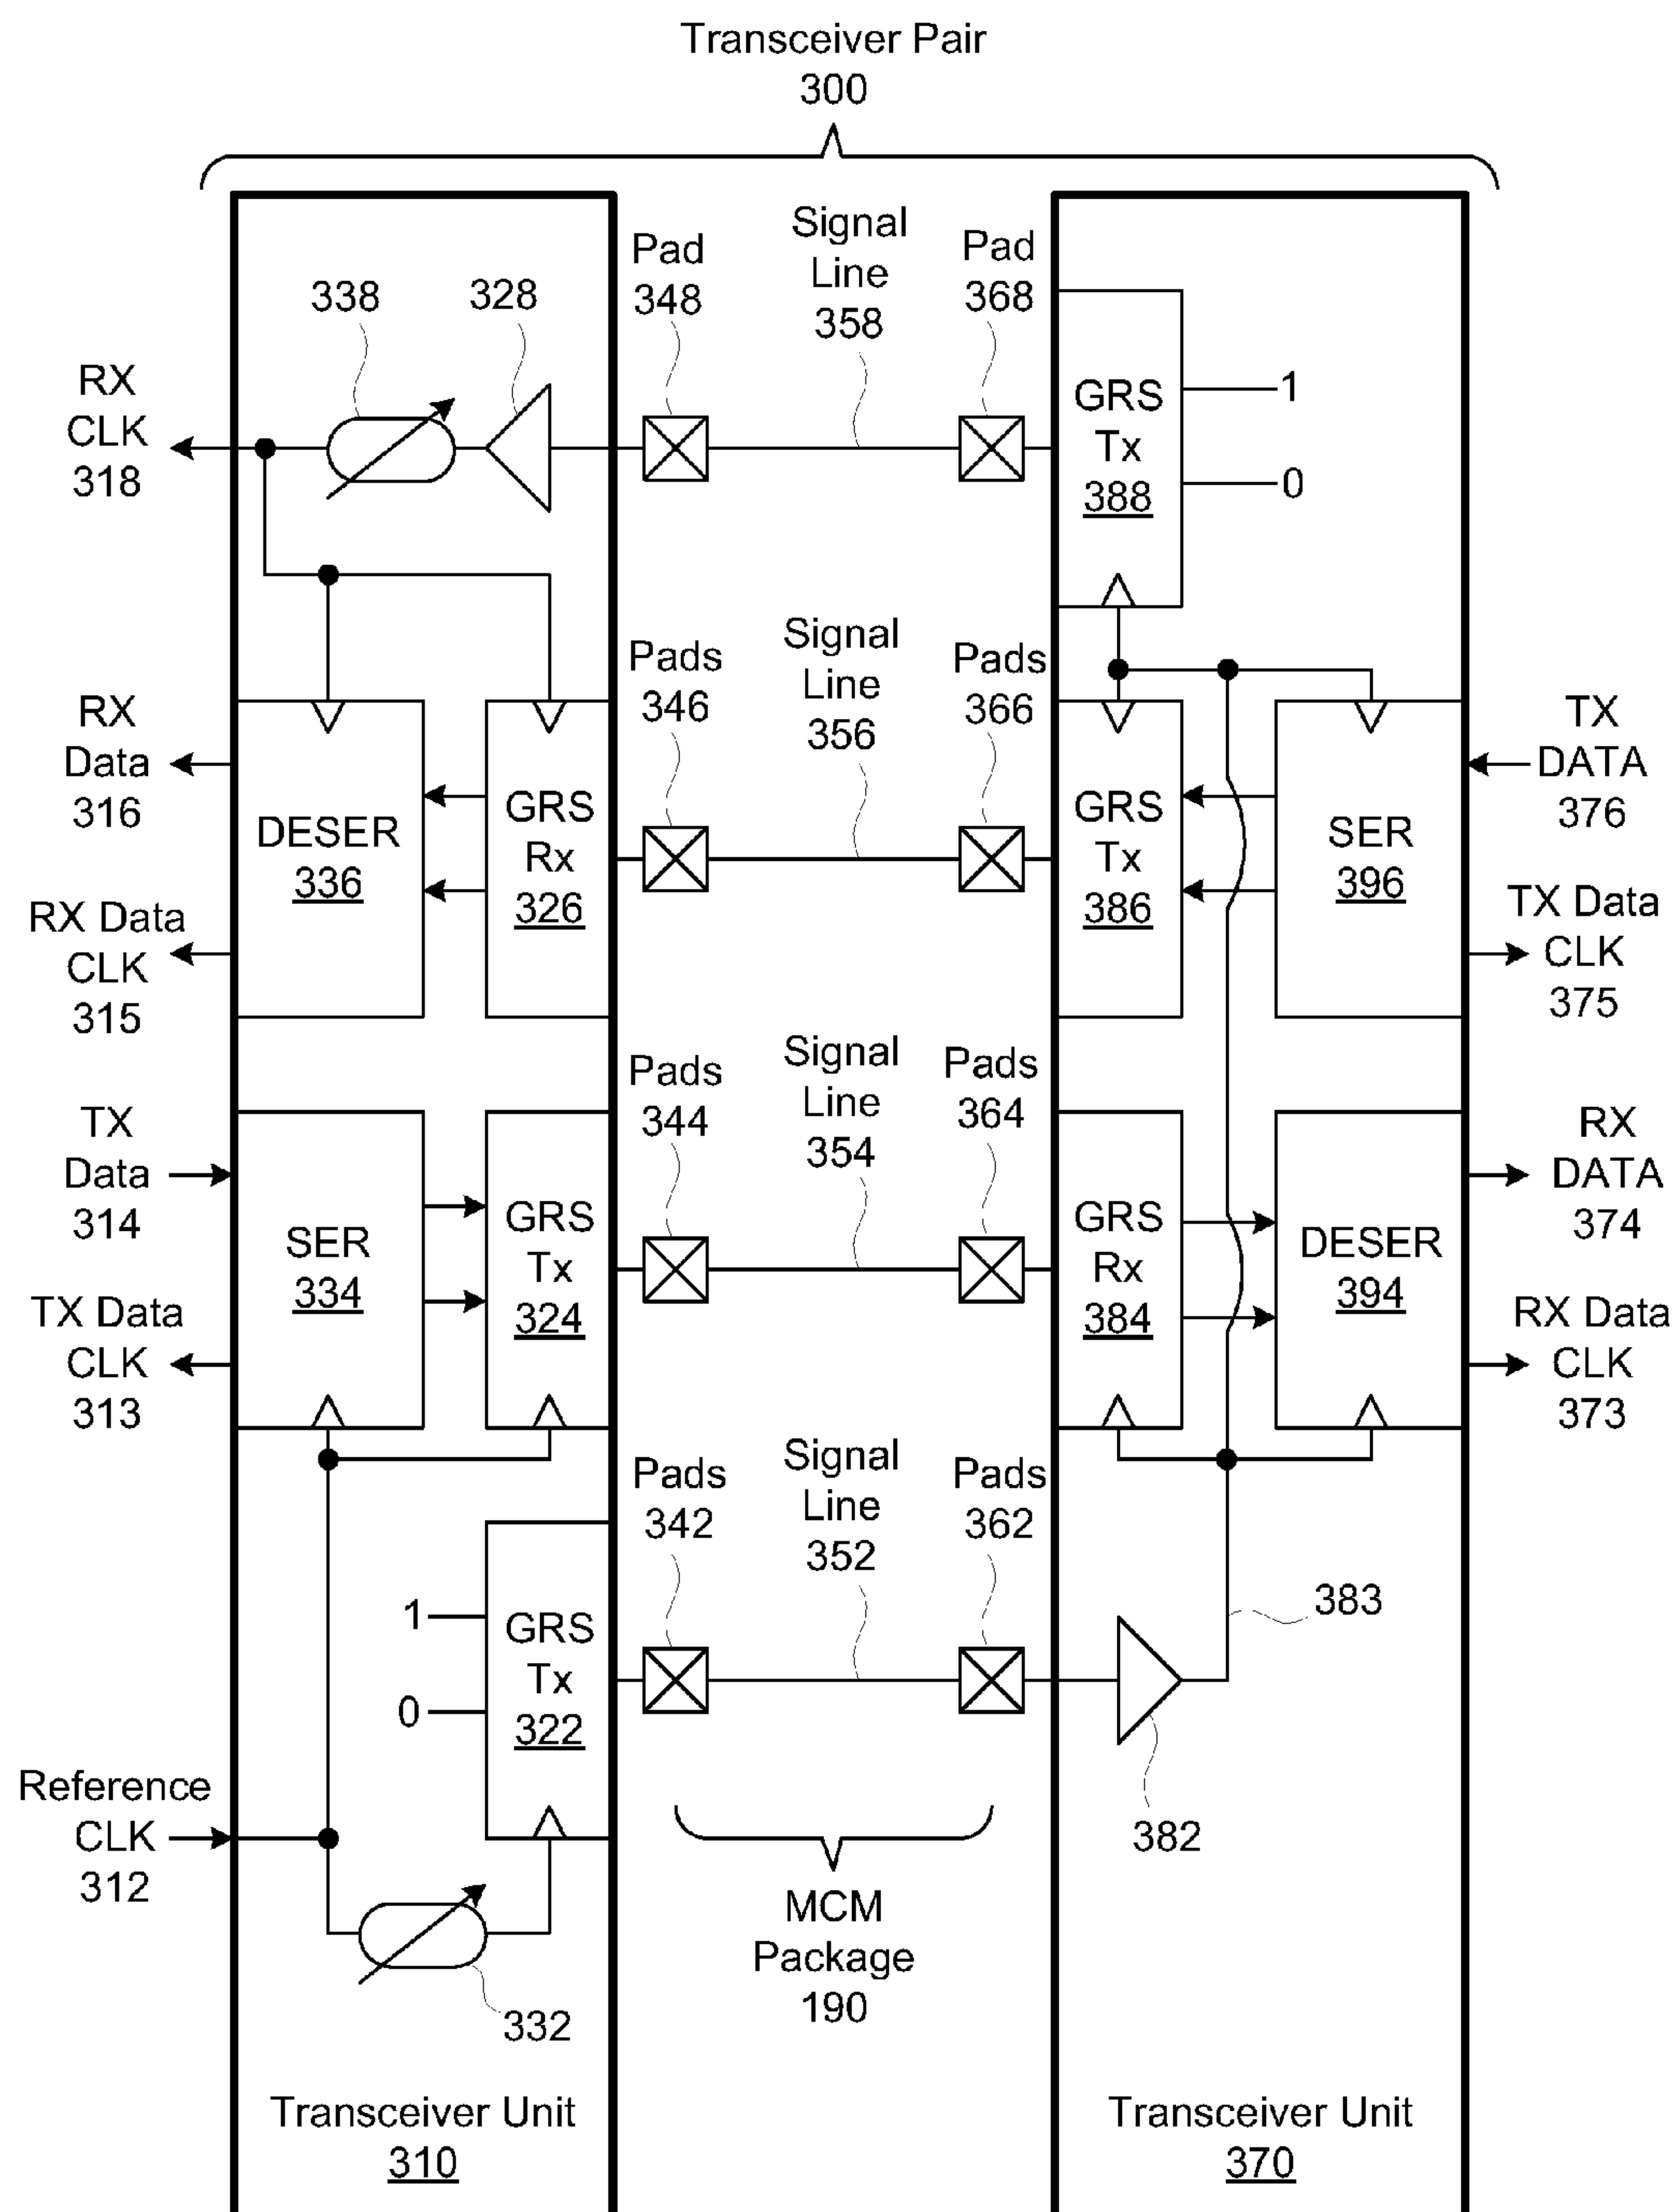 Transceiver Pair
300
338
328
Pad
348
Signal
Line
358
Pad
368
RX
CLK
318
GRS
Tx
388
1
0
RX
Data
316
RX Data
CLK
315
DESER
336
GRS
Rx
326
Pads
346
Signal
Line
356
Pads
366
GRS
Tx
386
SER
396
TX
DATA
376
TX Data
CLK
375
TX
Data
314
TX Data
CLK
313
SER
334
GRS
Tx
324
Pads
344
Signal
Line
354
Pads
364
GRS
Rx
384
DESER
394
RX
DATA
374
RX Data
CLK
373
1
0
GRS
Tx
322
Pads
342
Signal
Line
352
Pads
362
383
382
Reference
CLK
312
332
MCM
Package
190
Transceiver Unit
310
Transceiver Unit
370